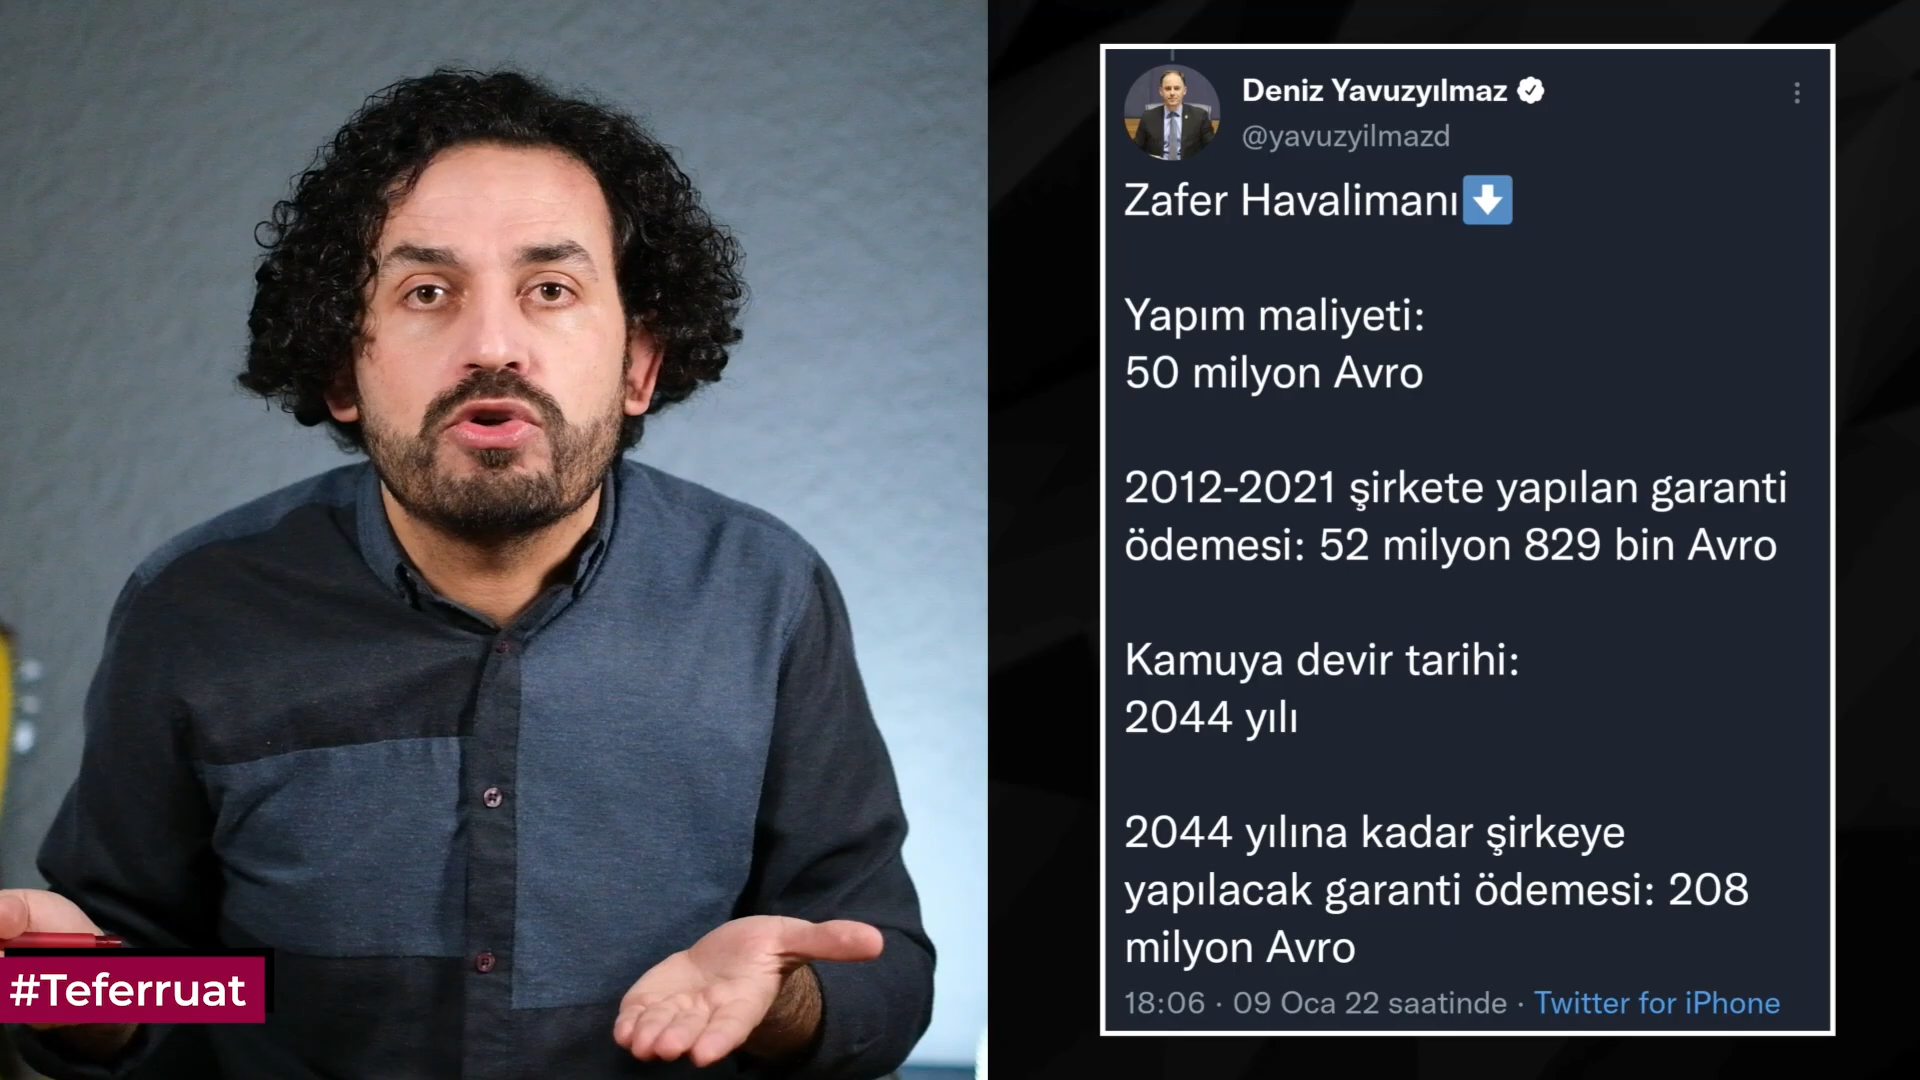 Deniz Yavuzyılmaz
@yavuzyilmazd
Zafer Havalimanı
Yapım maliyeti:
50 milyon Avro
2012-2021 şirkete yapılan garanti
ödemesi: 52 milyon 829 bin Avro
Kamuya devir tarihi:
2044 yılı
2044 yılına kadar şirkeye
yapılacak garanti ödemesi: 208
milyon Avro
18:06 · 09 Oca 22 saatinde · Twitter for iPhone
#Teferruat